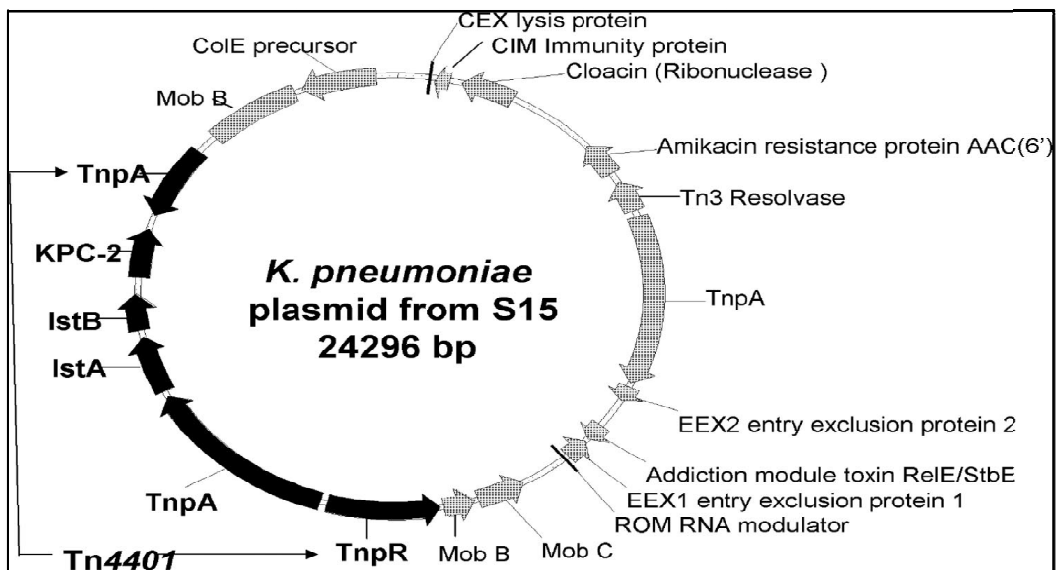 CEX lysis protein
CIM Immunity protein
ColE precursor
Cloacin (Ribonuclease )
Mob B
Amikacin resistance protein AAC(6')
TnpA
Tn3 Resolvase
KPC-2
K. pneumoniae
plasmid from S15
24296 bp
TnpA
IstB
IstA
EEX2 entry exclusion protein 2
Addiction module toxin RelE/StbE
EEX1 entry exclusion protein 1
ROM RNA modulator
TnpA
Tn4401
TnpR
Mob B
Mob C